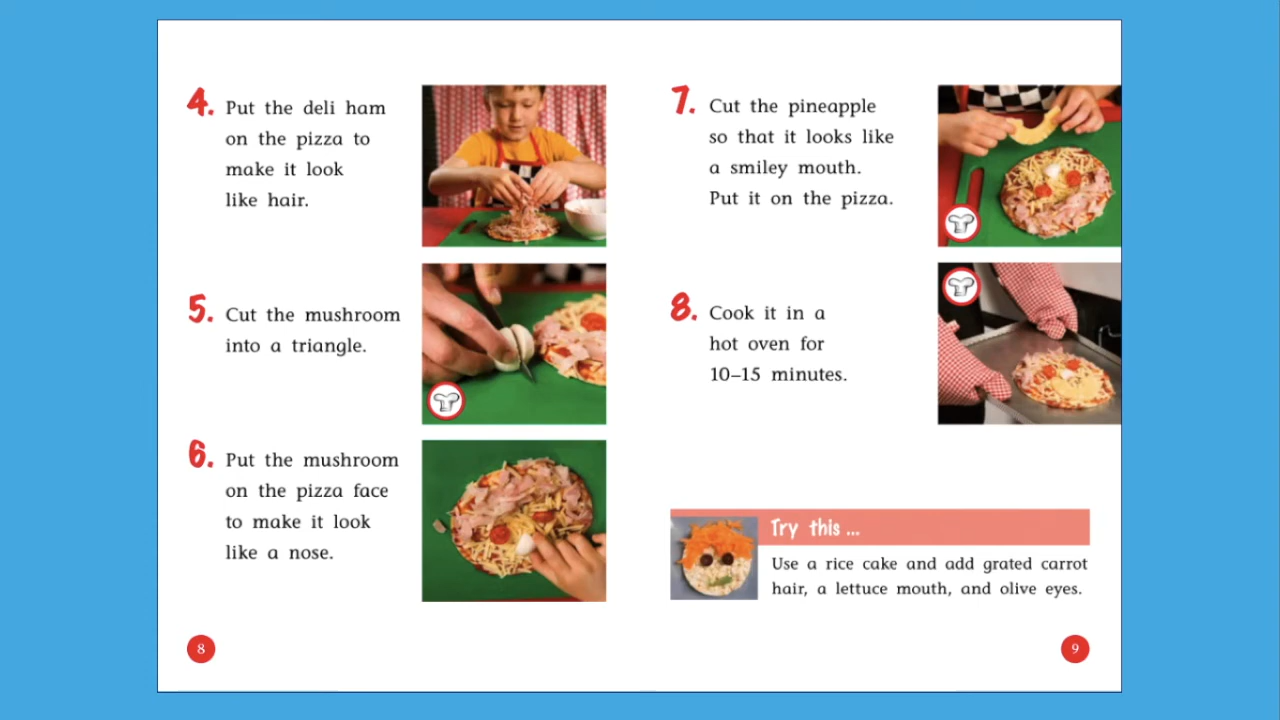 4. Put the deli ham
on the pizza to
make it look
like hair.
5. Cut the mushroom
into a triangle.
6. Put the mushroom
on the pizza face
to make it look
like a nose.
8
7. Cut the pineapple
so that it looks like
a smiley mouth.
Put it on the pizza.
8. Cook it in a
hot oven for
10–15 minutes.
Try this ...
Use a rice cake and add grated carrot
hair, a lettuce mouth, and olive eyes.
9